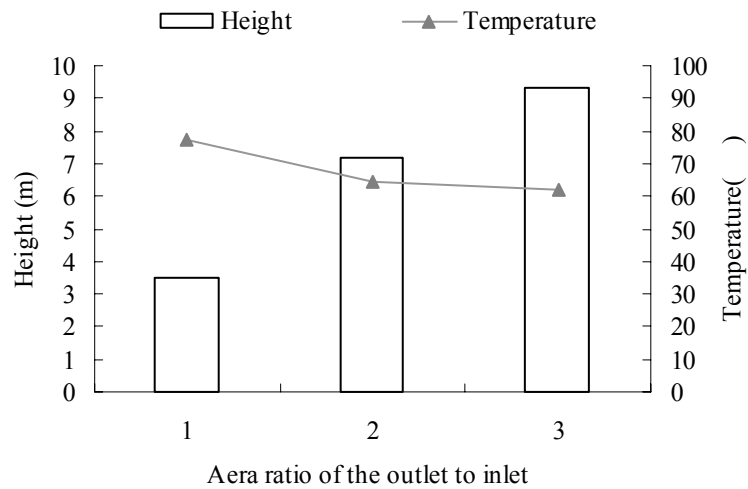 Height Temperature
10 100
9 90
8 80
7 70
6 60
5 50
4 40
3 30
2 20
1 10
0 0
Height (m)
Temperature( )
1 2 3
Aera ratio of the outlet to inlet